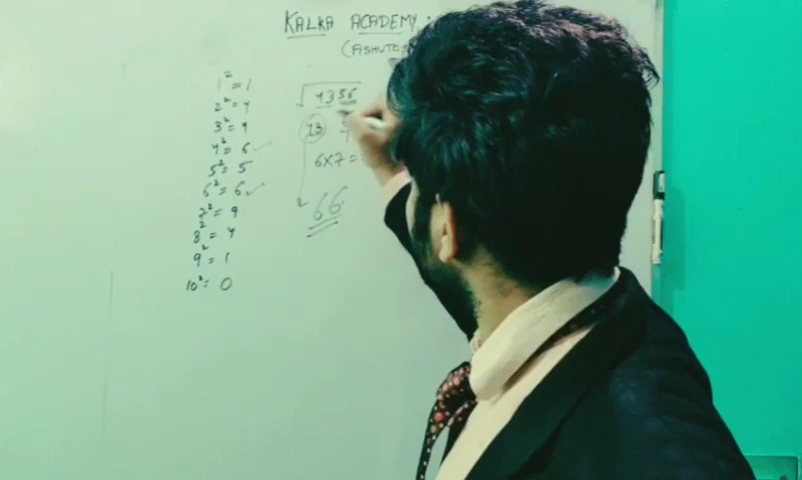 KALKA ACADEMY:
1² = 1
2² = 4
3² = 9
4² = 6 ✓
5² = 5
6² = 6 ✓
7² = 9
8² = 4
9² = 1
10² = 0
√4356
43
6x7=
66